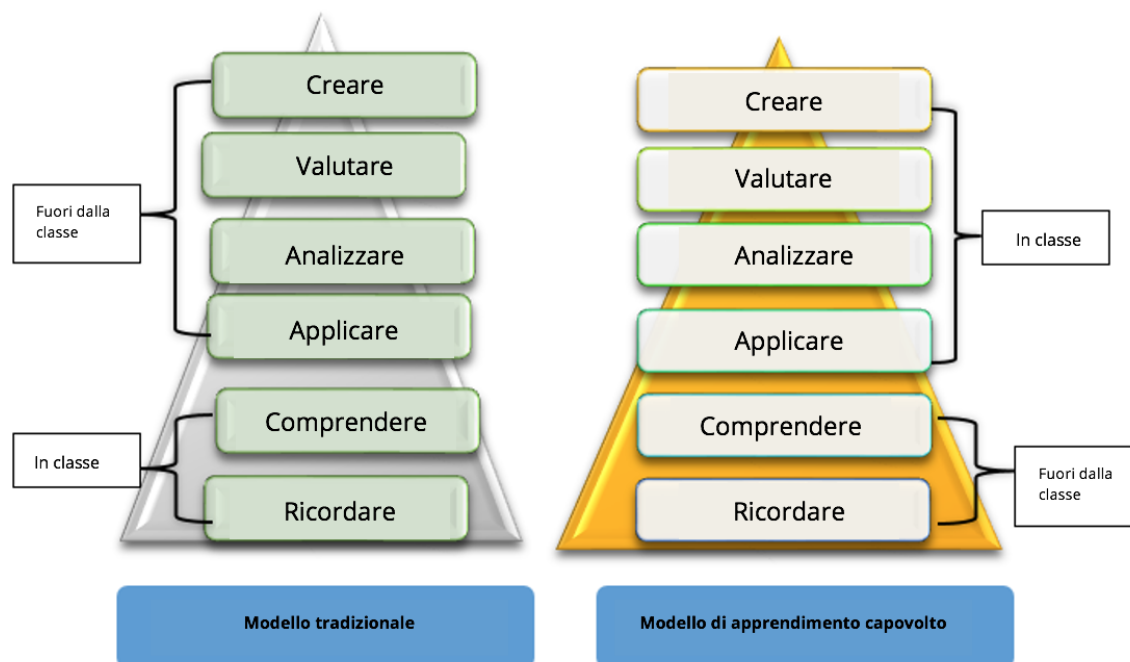 Creare
Valutare
Analizzare
Applicare
Comprendere
Ricordare
Fuori dalla
classe
In classe
Modello tradizionale
Creare
Valutare
Analizzare
Applicare
Comprendere
Ricordare
In classe
Fuori dalla
classe
Modello di apprendimento capovolto